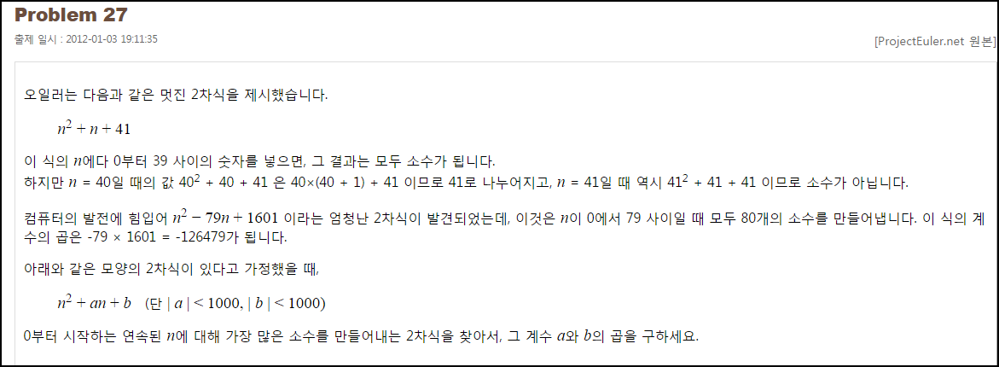 Problem 27
출제 일시 : 2012-01-03 19:11:35
[ProjectEuler.net 원본]
오일러는 다음과 같은 멋진 2차식을 제시했습니다.
n² + n + 41
이 식의 n에다 0부터 39 사이의 숫자를 넣으면, 그 결과는 모두 소수가 됩니다.
하지만 n = 40일 때의 값 40² + 40 + 41 은 40×(40 + 1) + 41 이므로 41로 나누어지고, n = 41일 때 역시 41² + 41 + 41 이므로 소수가 아닙니다.
컴퓨터의 발전에 힘입어 n² − 79n + 1601 이라는 엄청난 2차식이 발견되었는데, 이것은 n이 0에서 79 사이일 때 모두 80개의 소수를 만들어냅니다. 이 식의 계
수의 곱은 -79 × 1601 = -126479가 됩니다.
아래와 같은 모양의 2차식이 있다고 가정했을 때,
n² + an + b (단 | a | < 1000, | b | < 1000)
0부터 시작하는 연속된 n에 대해 가장 많은 소수를 만들어내는 2차식을 찾아서, 그 계수 a와 b의 곱을 구하세요.